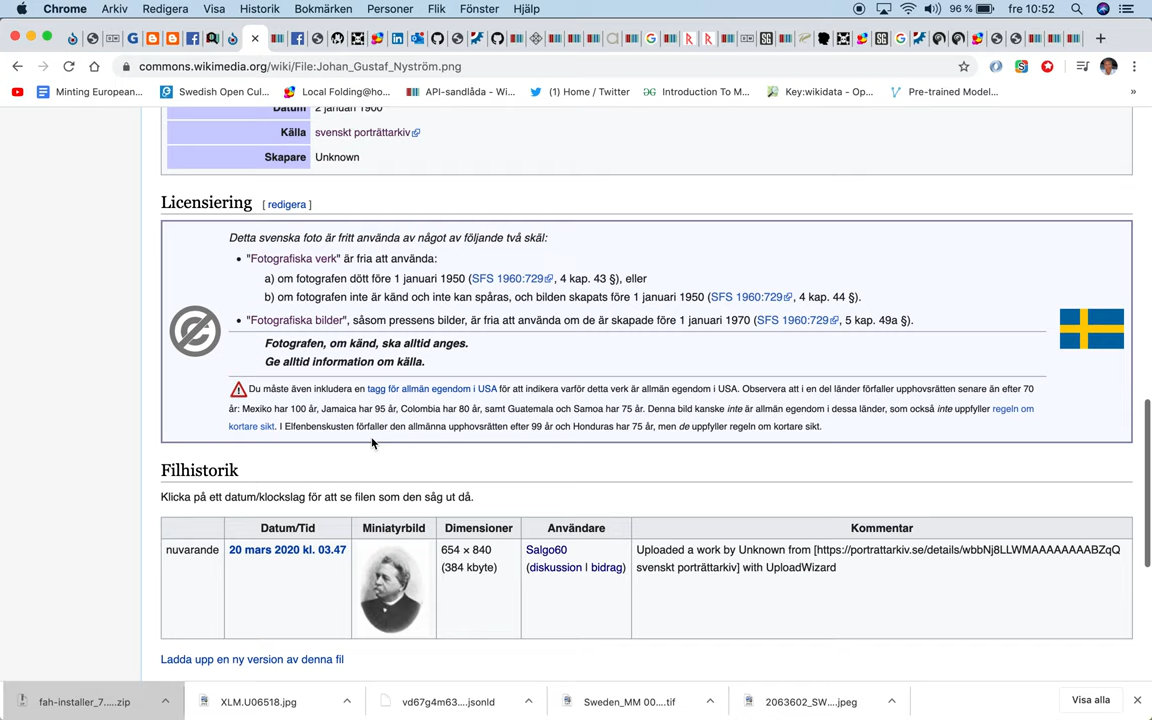 Chrome Arkiv Redigera Visa Historik Bokmärken Personer Flik Fönster Hjälp 96 % fre 10:52
commons.wikimedia.org/wiki/File:Johan_Gustaf_Nyström.png
Minting European... Swedish Open Cul... Local Folding@ho... API-sandlåda - Wi... (1) Home / Twitter Introduction To M... Key:wikidata - Op... Pre-trained Model...
Datum 2 januari 1900
Källa svenskt porträttarkiv
Skapare Unknown
Licensiering [ redigera ]
Detta svenska foto är fritt använda av något av följande två skäl:
• "Fotografiska verk" är fria att använda:
a) om fotografen dött före 1 januari 1950 (SFS 1960:729, 4 kap. 43 §), eller
b) om fotografen inte är känd och inte kan spåras, och bilden skapats före 1 januari 1950 (SFS 1960:729, 4 kap. 44 §).
• "Fotografiska bilder", såsom pressens bilder, är fria att använda om de är skapade före 1 januari 1970 (SFS 1960:729, 5 kap. 49a §).
Fotografen, om känd, ska alltid anges.
Ge alltid information om källa.
Du måste även inkludera en tagg för allmän egendom i USA för att indikera varför detta verk är allmän egendom i USA. Observera att i en del länder förfaller upphovsrätten senare än efter 70
år: Mexiko har 100 år, Jamaica har 95 år, Colombia har 80 år, samt Guatemala och Samoa har 75 år. Denna bild kanske inte är allmän egendom i dessa länder, som också inte uppfyller regeln om
kortare sikt. I Elfenbenskusten förfaller den allmänna upphovsrätten efter 99 år och Honduras har 75 år, men de uppfyller regeln om kortare sikt.
Filhistorik
Klicka på ett datum/klockslag för att se filen som den såg ut då.
Datum/Tid Miniatyrbild Dimensioner Användare Kommentar
nuvarande 20 mars 2020 kl. 03.47 654 × 840 Salgo60 Uploaded a work by Unknown from [https://portrattarkiv.se/details/wbbNj8LLWMAAAAAAABZqQ
(384 kbyte) (diskussion | bidrag) svenskt porträttarkiv] with UploadWizard
Ladda upp en ny version av denna fil
fah-installer_7.....zip XLM.U06518.jpg vd67g4m63....jsonld Sweden_MM 00....tif 2063602_SW....jpeg Visa alla